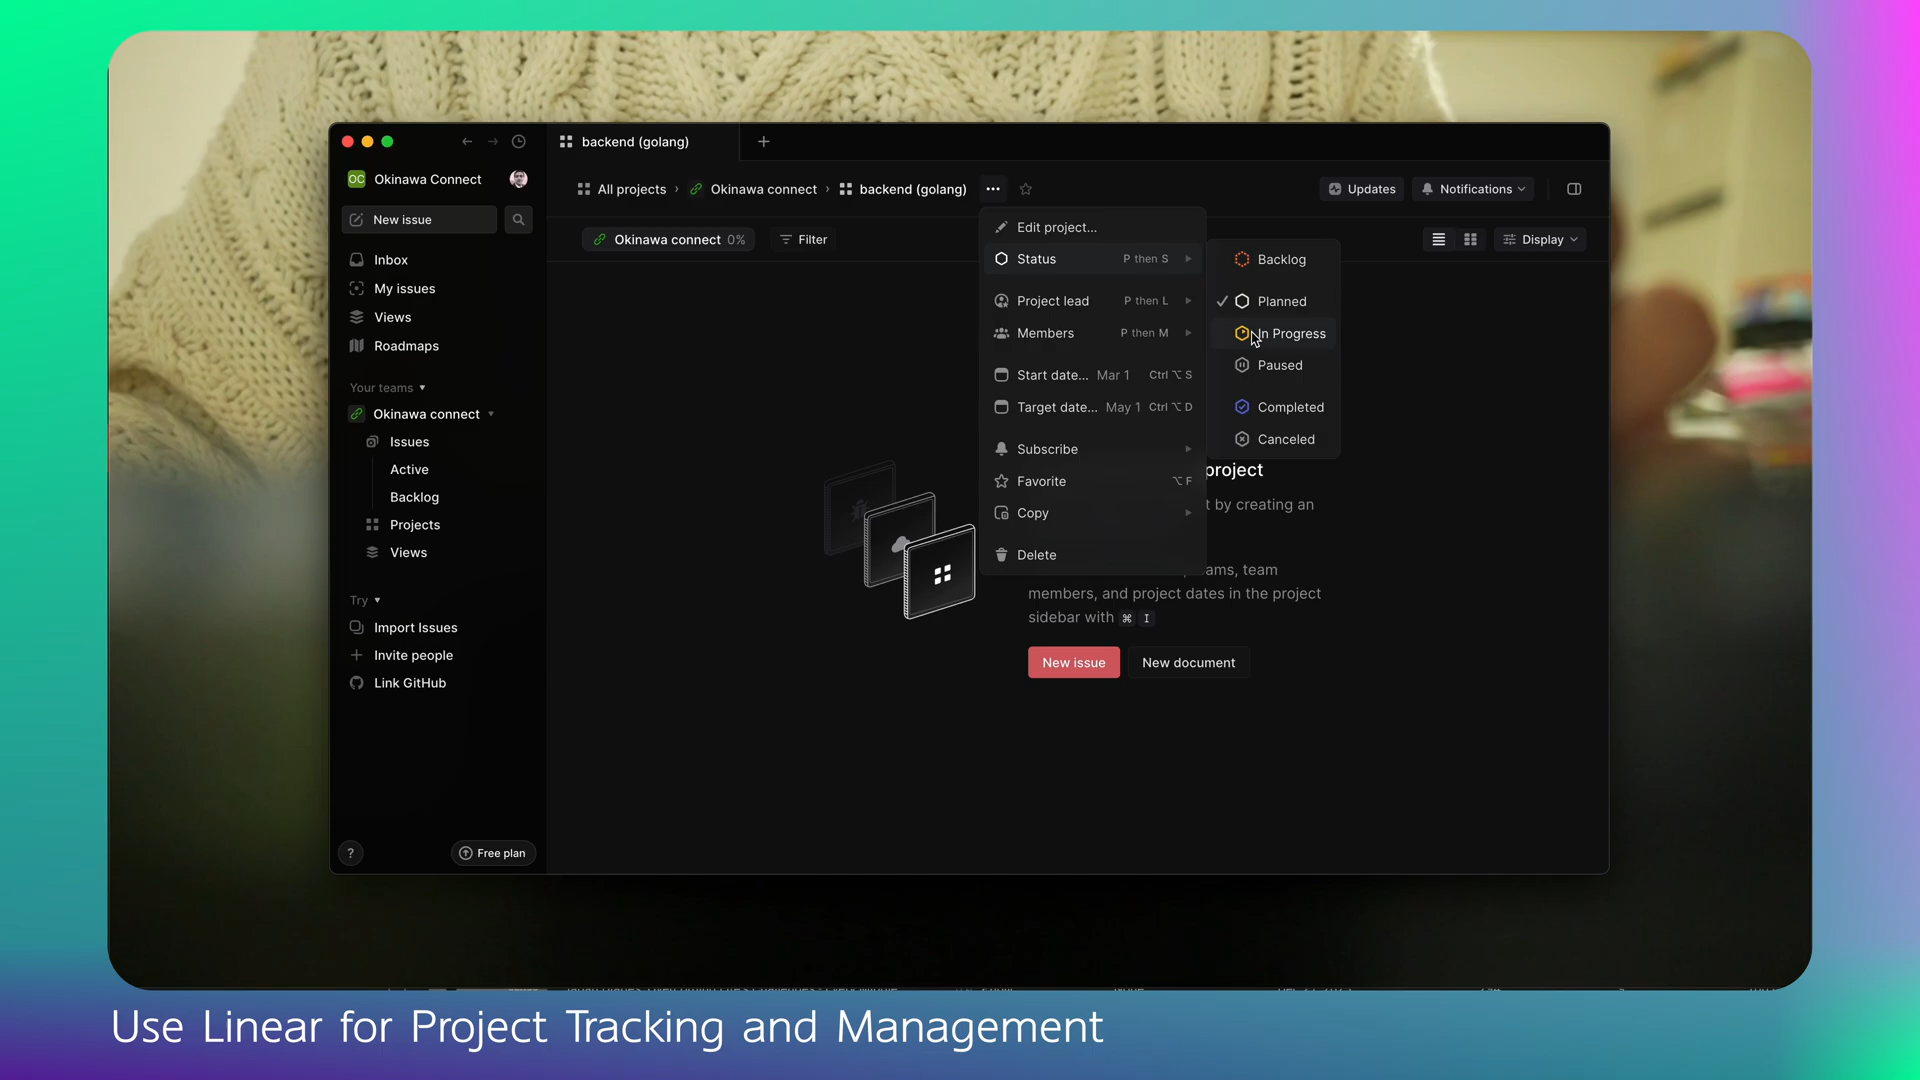 backend (golang)
OC Okinawa Connect
All projects › Okinawa connect › backend (golang)
Updates
Notifications
New issue
Okinawa connect 0%
Filter
Display
Inbox
My issues
Views
Roadmaps
Your teams
Okinawa connect
Issues
Active
Backlog
Projects
Views
Try
Import Issues
Invite people
Link GitHub
?
Free plan
Edit project...
Status P then S
Project lead P then L
Members P then M
Start date... Mar 1 Ctrl ⌥ S
Target date... May 1 Ctrl ⌥ D
Subscribe
Favorite ⌥ F
Copy
Delete
Backlog
Planned
In Progress
Paused
Completed
Canceled
project
t by creating an
members, and project dates in the project
sidebar with ⌘ I
New issue
New document
Use Linear for Project Tracking and Management